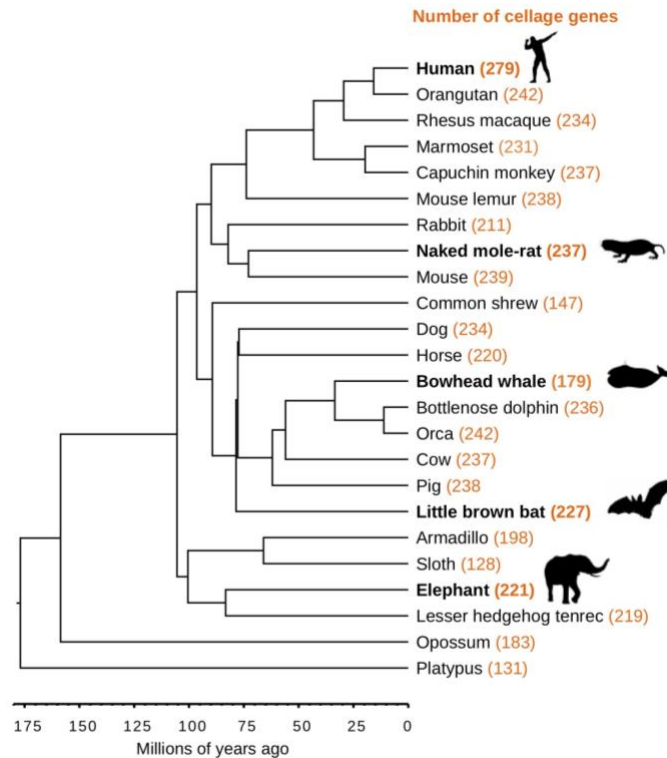 Number of cellage genes
Human (279)
Orangutan (242)
Rhesus macaque (234)
Marmoset (231)
Capuchin monkey (237)
Mouse lemur (238)
Rabbit (211)
Naked mole-rat (237)
Mouse (239)
Common shrew (147)
Dog (234)
Horse (220)
Bowhead whale (179)
Bottlenose dolphin (236)
Orca (242)
Cow (237)
Pig (238
Little brown bat (227)
Armadillo (198)
Sloth (128)
Elephant (221)
Lesser hedgehog tenrec (219)
Opossum (183)
Platypus (131)
175 150 125 100 75 50 25 0
Millions of years ago